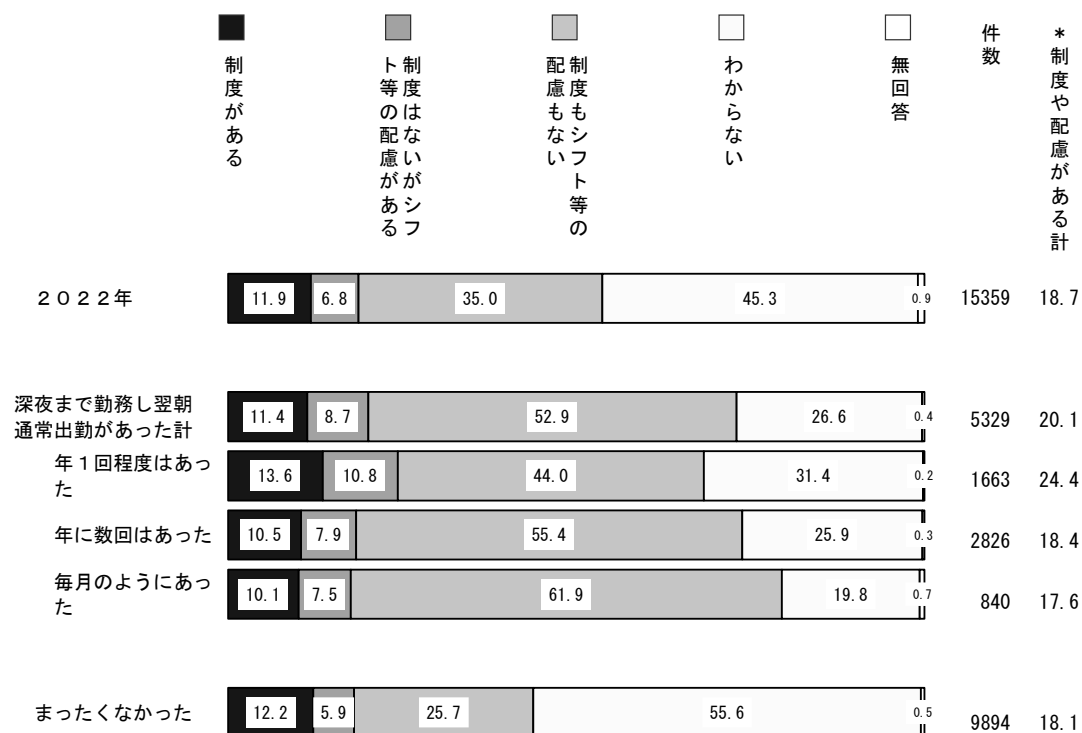 制度がある
制度はないがシフ
ト等の配慮がある
制度もシフト等の
配慮もない
わからない
無回答
件数
＊制度や配慮がある計
２０２２年
11.9 6.8 35.0 45.3 0.9 15359 18.7
深夜まで勤務し翌朝
通常出勤があった計
11.4 8.7 52.9 26.6 0.4 5329 20.1
年１回程度はあっ
た
13.6 10.8 44.0 31.4 0.2 1663 24.4
年に数回はあった
10.5 7.9 55.4 25.9 0.3 2826 18.4
毎月のようにあっ
た
10.1 7.5 61.9 19.8 0.7 840 17.6
まったくなかった
12.2 5.9 25.7 55.6 0.5 9894 18.1